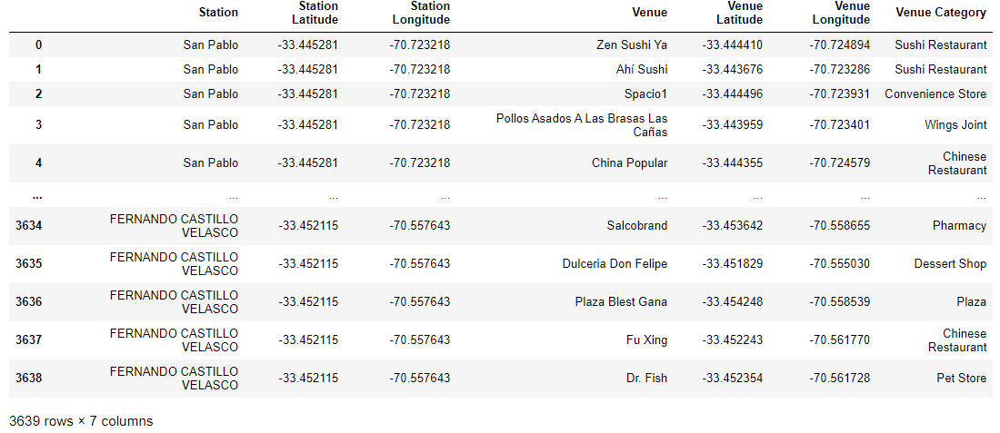 Station Station Latitude Station Longitude Venue Venue Latitude Venue Longitude Venue Category
0 San Pablo -33.445281 -70.723218 Zen Sushi Ya -33.444410 -70.724894 Sushi Restaurant
1 San Pablo -33.445281 -70.723218 Ahí Sushi -33.443676 -70.723286 Sushi Restaurant
2 San Pablo -33.445281 -70.723218 Spacio1 -33.444496 -70.723931 Convenience Store
3 San Pablo -33.445281 -70.723218 Pollos Asados A Las Brasas Las Cañas -33.443959 -70.723401 Wings Joint
4 San Pablo -33.445281 -70.723218 China Popular -33.444355 -70.724579 Chinese Restaurant
... ... ... ... ... ... ... ...
3634 FERNANDO CASTILLO VELASCO -33.452115 -70.557643 Salcobrand -33.453642 -70.558655 Pharmacy
3635 FERNANDO CASTILLO VELASCO -33.452115 -70.557643 Dulceria Don Felipe -33.451829 -70.555030 Dessert Shop
3636 FERNANDO CASTILLO VELASCO -33.452115 -70.557643 Plaza Blest Gana -33.454248 -70.558539 Plaza
3637 FERNANDO CASTILLO VELASCO -33.452115 -70.557643 Fu Xing -33.452243 -70.561770 Chinese Restaurant
3638 FERNANDO CASTILLO VELASCO -33.452115 -70.557643 Dr. Fish -33.452354 -70.561728 Pet Store
3639 rows × 7 columns